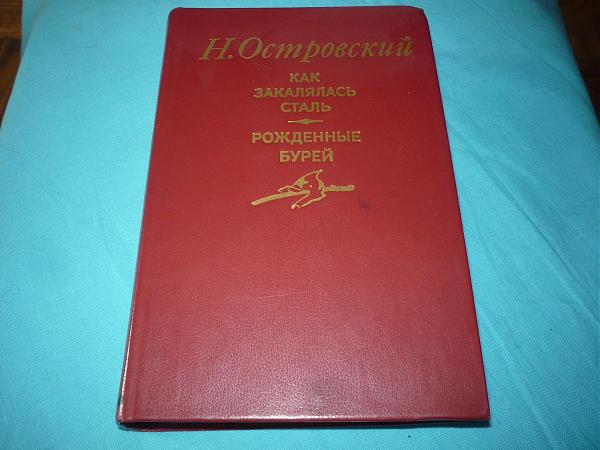 Н.Островский
КАК
ЗАКАЛЯЛАСЬ
СТАЛЬ
РОЖДЕННЫЕ
БУРЕЙ